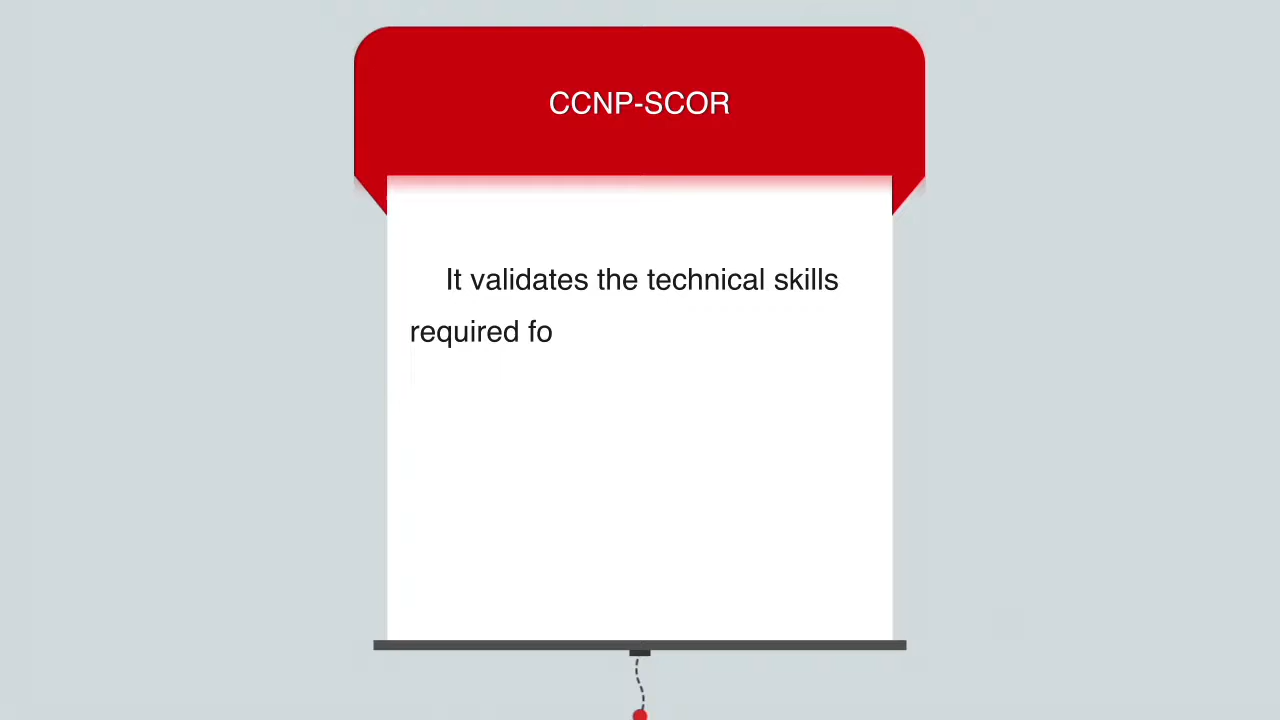 CCNP-SCOR
It validates the technical skills
required fo